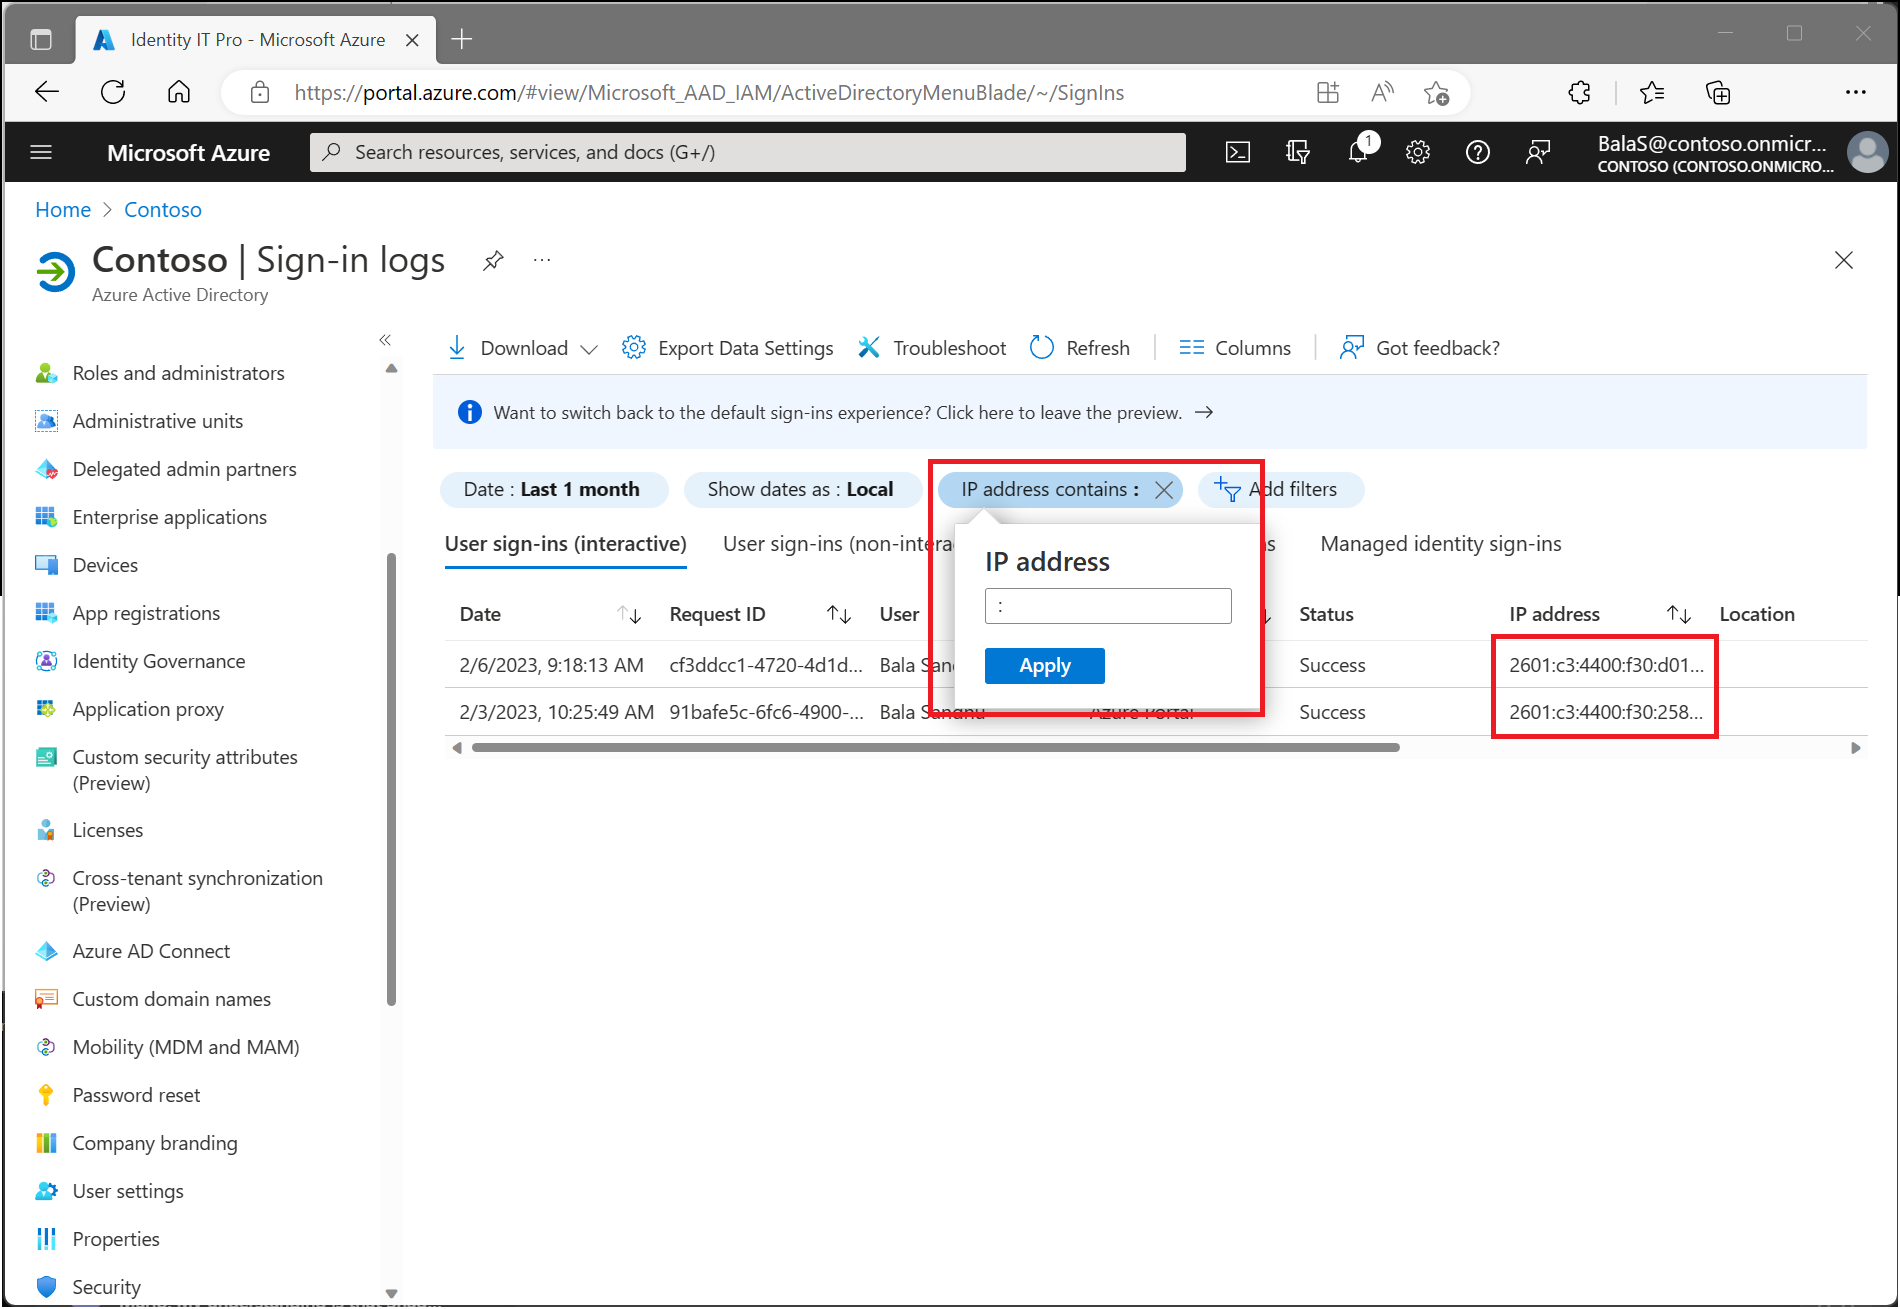 Identity IT Pro - Microsoft Azure
https://portal.azure.com/#view/Microsoft_AAD_IAM/ActiveDirectoryMenuBlade/~/SignIns
Microsoft Azure
Search resources, services, and docs (G+/)
1
BalaS@contoso.onmicr...
CONTOSO (CONTOSO.ONMICRO...
Home > Contoso
Contoso | Sign-in logs
...
Azure Active Directory
Roles and administrators
Administrative units
Delegated admin partners
Enterprise applications
Devices
App registrations
Identity Governance
Application proxy
Custom security attributes
(Preview)
Licenses
Cross-tenant synchronization
(Preview)
Azure AD Connect
Custom domain names
Mobility (MDM and MAM)
Password reset
Company branding
User settings
Properties
Security
Download
Export Data Settings
Troubleshoot
Refresh
Columns
Got feedback?
Want to switch back to the default sign-ins experience? Click here to leave the preview. →
Date : Last 1 month
Show dates as : Local
IP address contains :
Add filters
User sign-ins (interactive)
User sign-ins (non-intera
Managed identity sign-ins
IP address
:
Apply
Date Request ID User Status IP address Location
2/6/2023, 9:18:13 AM cf3ddcc1-4720-4d1d... Bala San Success 2601:c3:4400:f30:d01...
2/3/2023, 10:25:49 AM 91bafe5c-6fc6-4900-... Bala Sandhu Azure Portal Success 2601:c3:4400:f30:258...